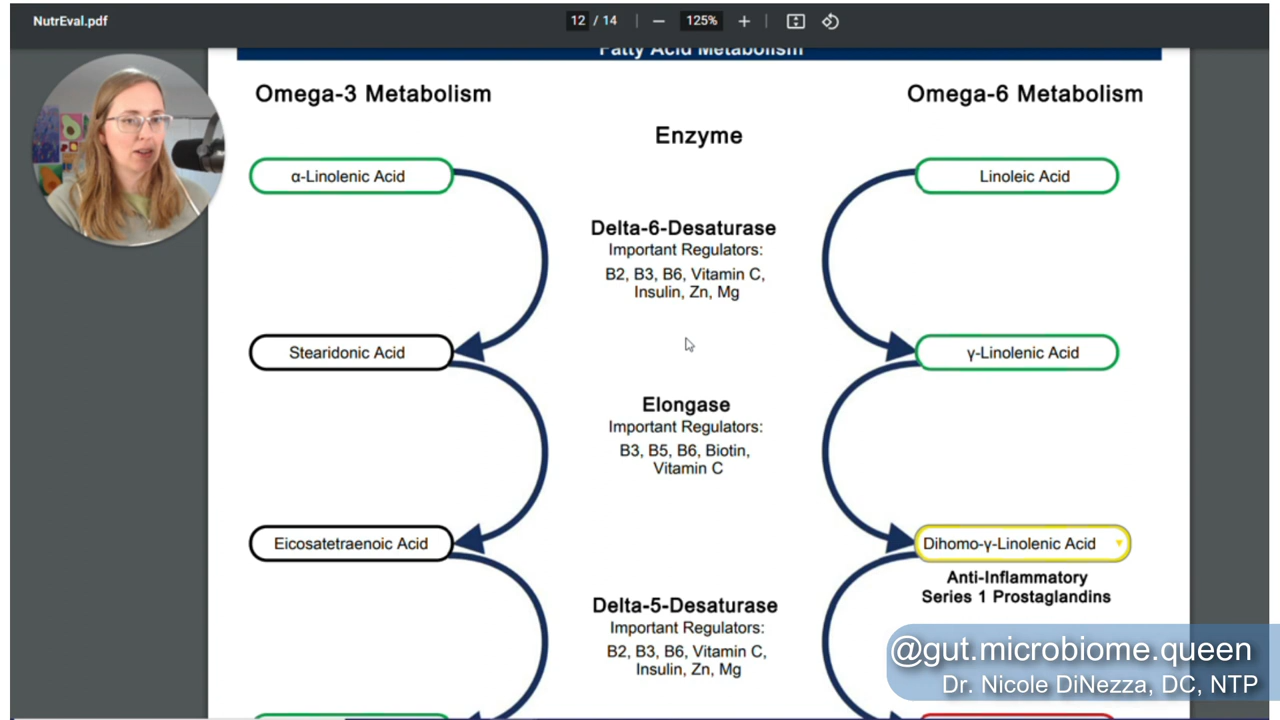 NutrEval.pdf
12 / 14
125%
Fatty Acid Metabolism
Omega-3 Metabolism
Omega-6 Metabolism
Enzyme
α-Linolenic Acid
Linoleic Acid
Delta-6-Desaturase
Important Regulators:
B2, B3, B6, Vitamin C,
Insulin, Zn, Mg
Stearidonic Acid
γ-Linolenic Acid
Elongase
Important Regulators:
B3, B5, B6, Biotin,
Vitamin C
Eicosatetraenoic Acid
Dihomo-γ-Linolenic Acid
Anti-Inflammatory
Series 1 Prostaglandins
Delta-5-Desaturase
Important Regulators:
B2, B3, B6, Vitamin C,
Insulin, Zn, Mg
@gut.microbiome.queen
Dr. Nicole DiNezza, DC, NTP